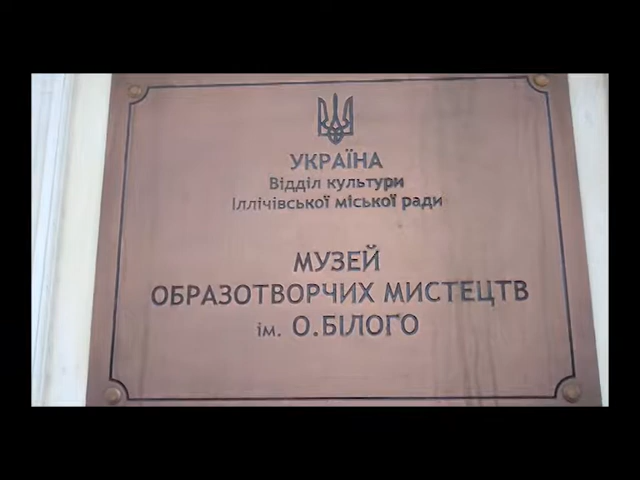 УКРАЇНА
Відділ культури
Іллічівської міської ради
МУЗЕЙ
ОБРАЗОТВОРЧИХ МИСТЕЦТВ
ім. О.БІЛОГО